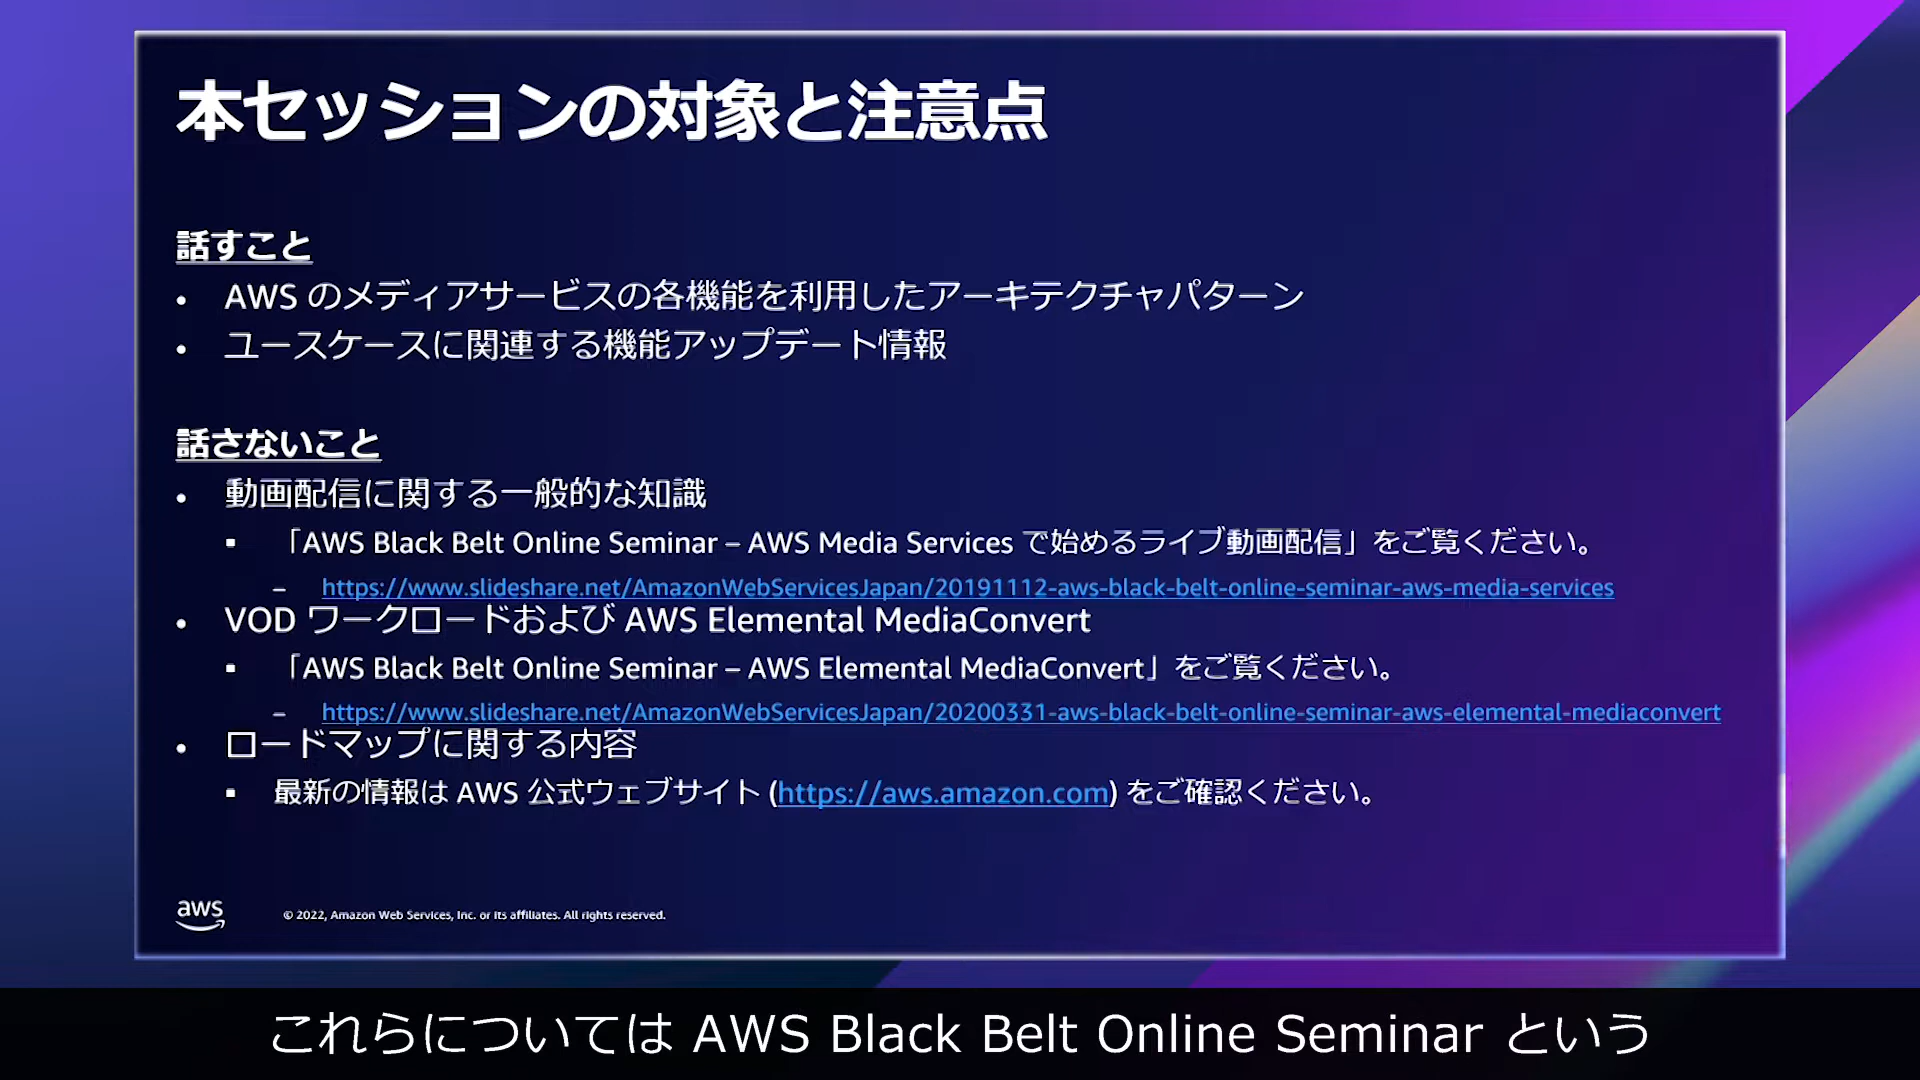 本セッションの対象と注意点
話すこと
• AWS のメディアサービスの各機能を利用したアーキテクチャパターン
• ユースケースに関連する機能アップデート情報
話さないこと
• 動画配信に関する一般的な知識
▪ 「AWS Black Belt Online Seminar – AWS Media Services で始めるライブ動画配信」をご覧ください。
– https://www.slideshare.net/AmazonWebServicesJapan/20191112-aws-black-belt-online-seminar-aws-media-services
• VOD ワークロードおよび AWS Elemental MediaConvert
▪ 「AWS Black Belt Online Seminar – AWS Elemental MediaConvert」をご覧ください。
– https://www.slideshare.net/AmazonWebServicesJapan/20200331-aws-black-belt-online-seminar-aws-elemental-mediaconvert
• ロードマップに関する内容
▪ 最新の情報は AWS 公式ウェブサイト (https://aws.amazon.com) をご確認ください。
aws
© 2022, Amazon Web Services, Inc. or its affiliates. All rights reserved.
これらについては AWS Black Belt Online Seminar という